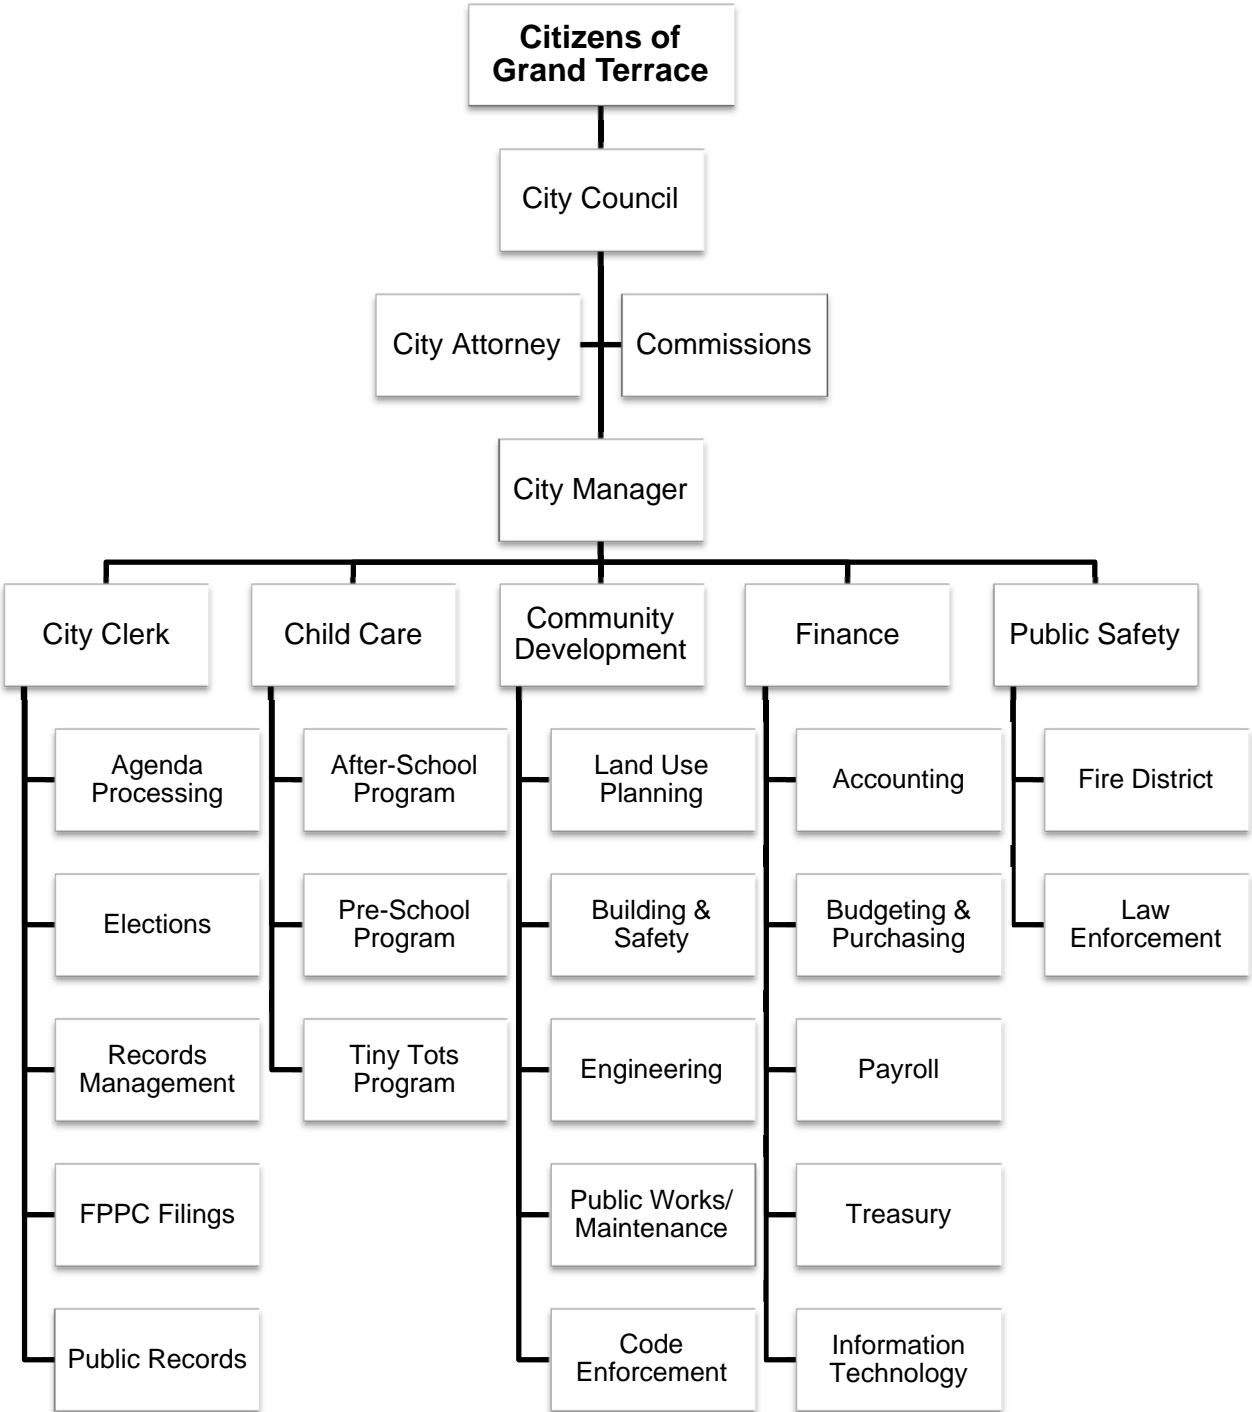 Citizens of
Grand Terrace
City Council
City Attorney
Commissions
City Manager
City Clerk
Child Care
Community
Development
Finance
Public Safety
Agenda
Processing
After-School
Program
Land Use
Planning
Accounting
Fire District
Elections
Pre-School
Program
Building &
Safety
Budgeting &
Purchasing
Law
Enforcement
Records
Management
Tiny Tots
Program
Engineering
Payroll
FPPC Filings
Public Works/
Maintenance
Treasury
Public Records
Code
Enforcement
Information
Technology